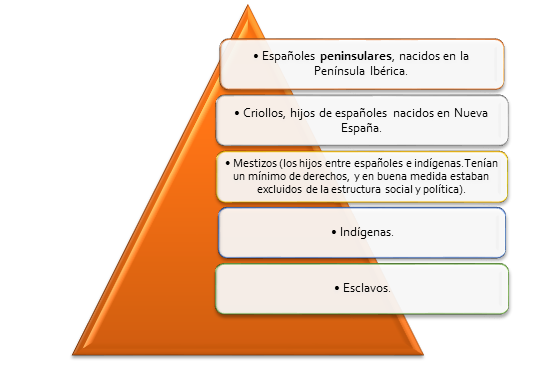 • Españoles peninsulares, nacidos en la
Península Ibérica.
• Criollos, hijos de españoles nacidos en Nueva
España.
• Mestizos (los hijos entre españoles e indígenas.Tenían
un mínimo de derechos, y en buena medida estaban
excluidos de la estructura social y política).
• Indígenas.
• Esclavos.